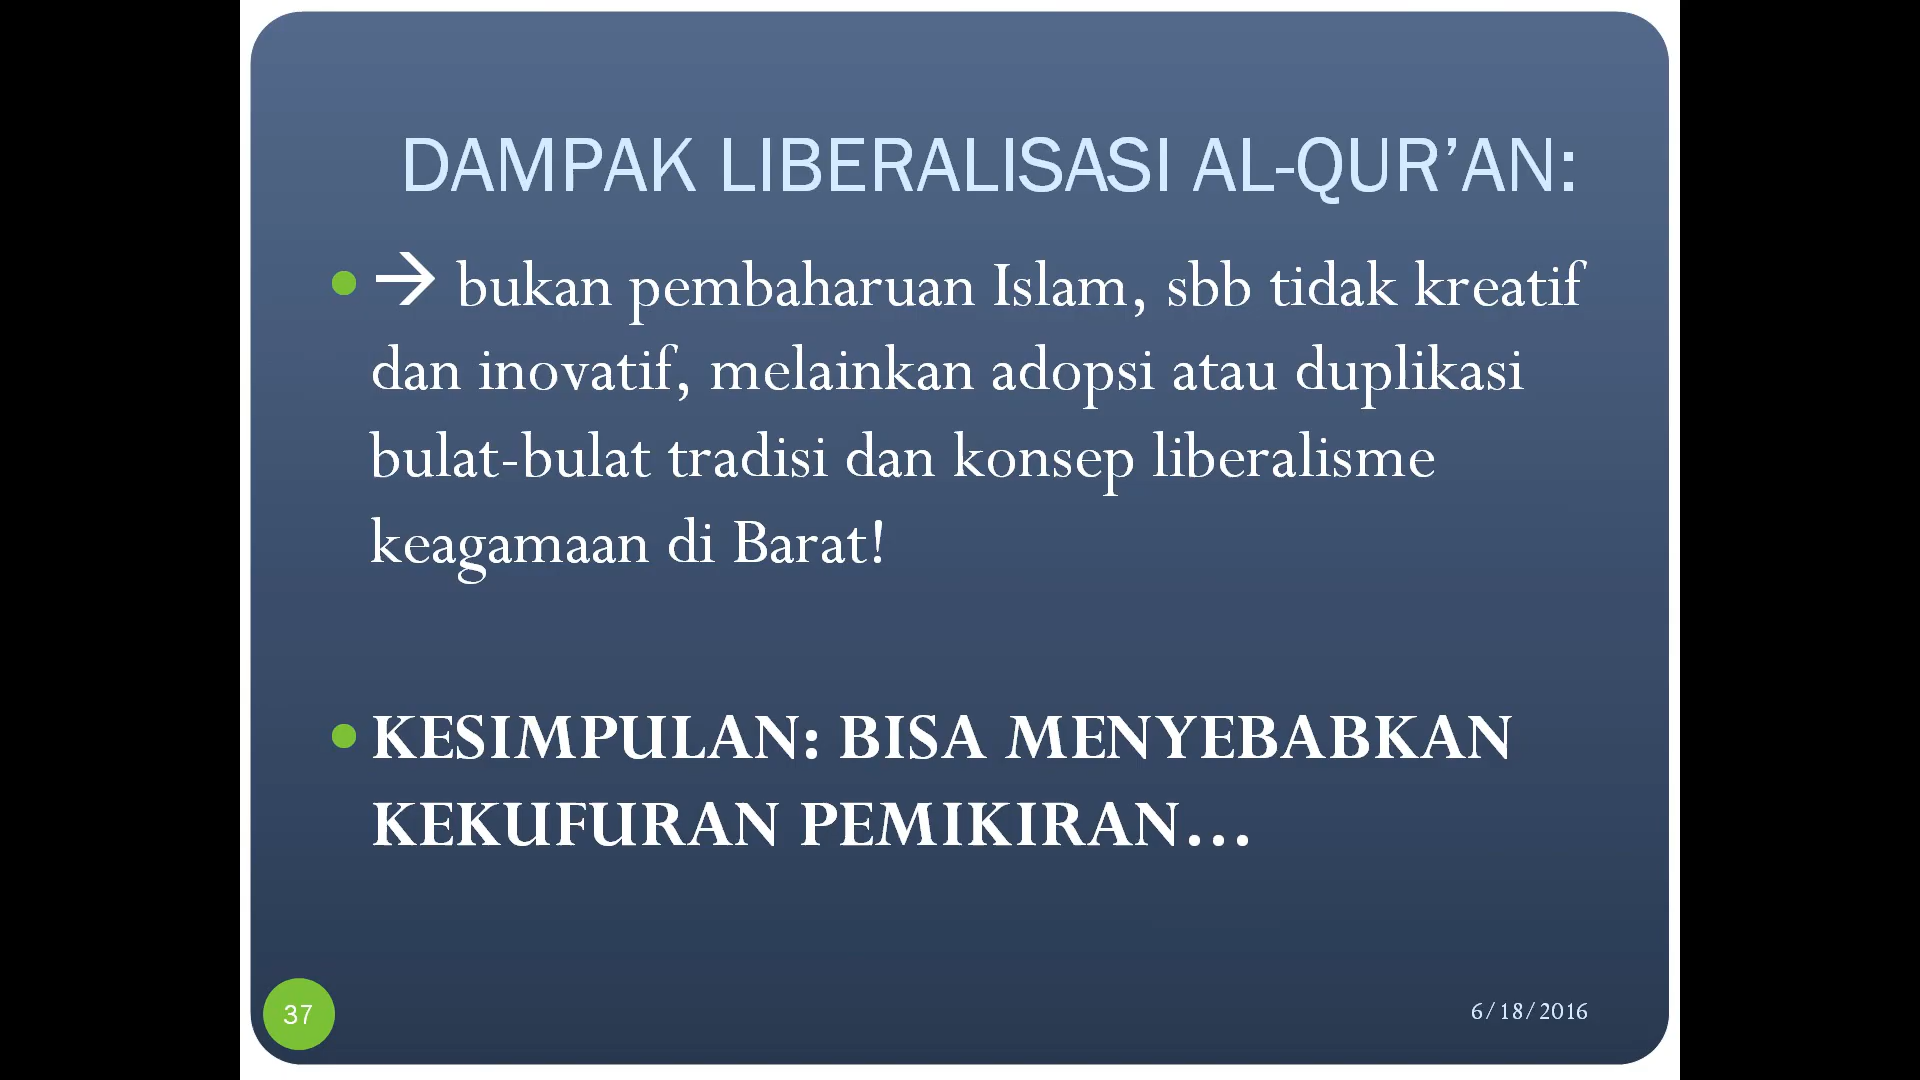 DAMPAK LIBERALISASI AL-QUR’AN:
• → bukan pembaharuan Islam, sbb tidak kreatif
dan inovatif, melainkan adopsi atau duplikasi
bulat-bulat tradisi dan konsep liberalisme
keagamaan di Barat!
• KESIMPULAN: BISA MENYEBABKAN
KEKUFURAN PEMIKIRAN…
37
6/18/2016